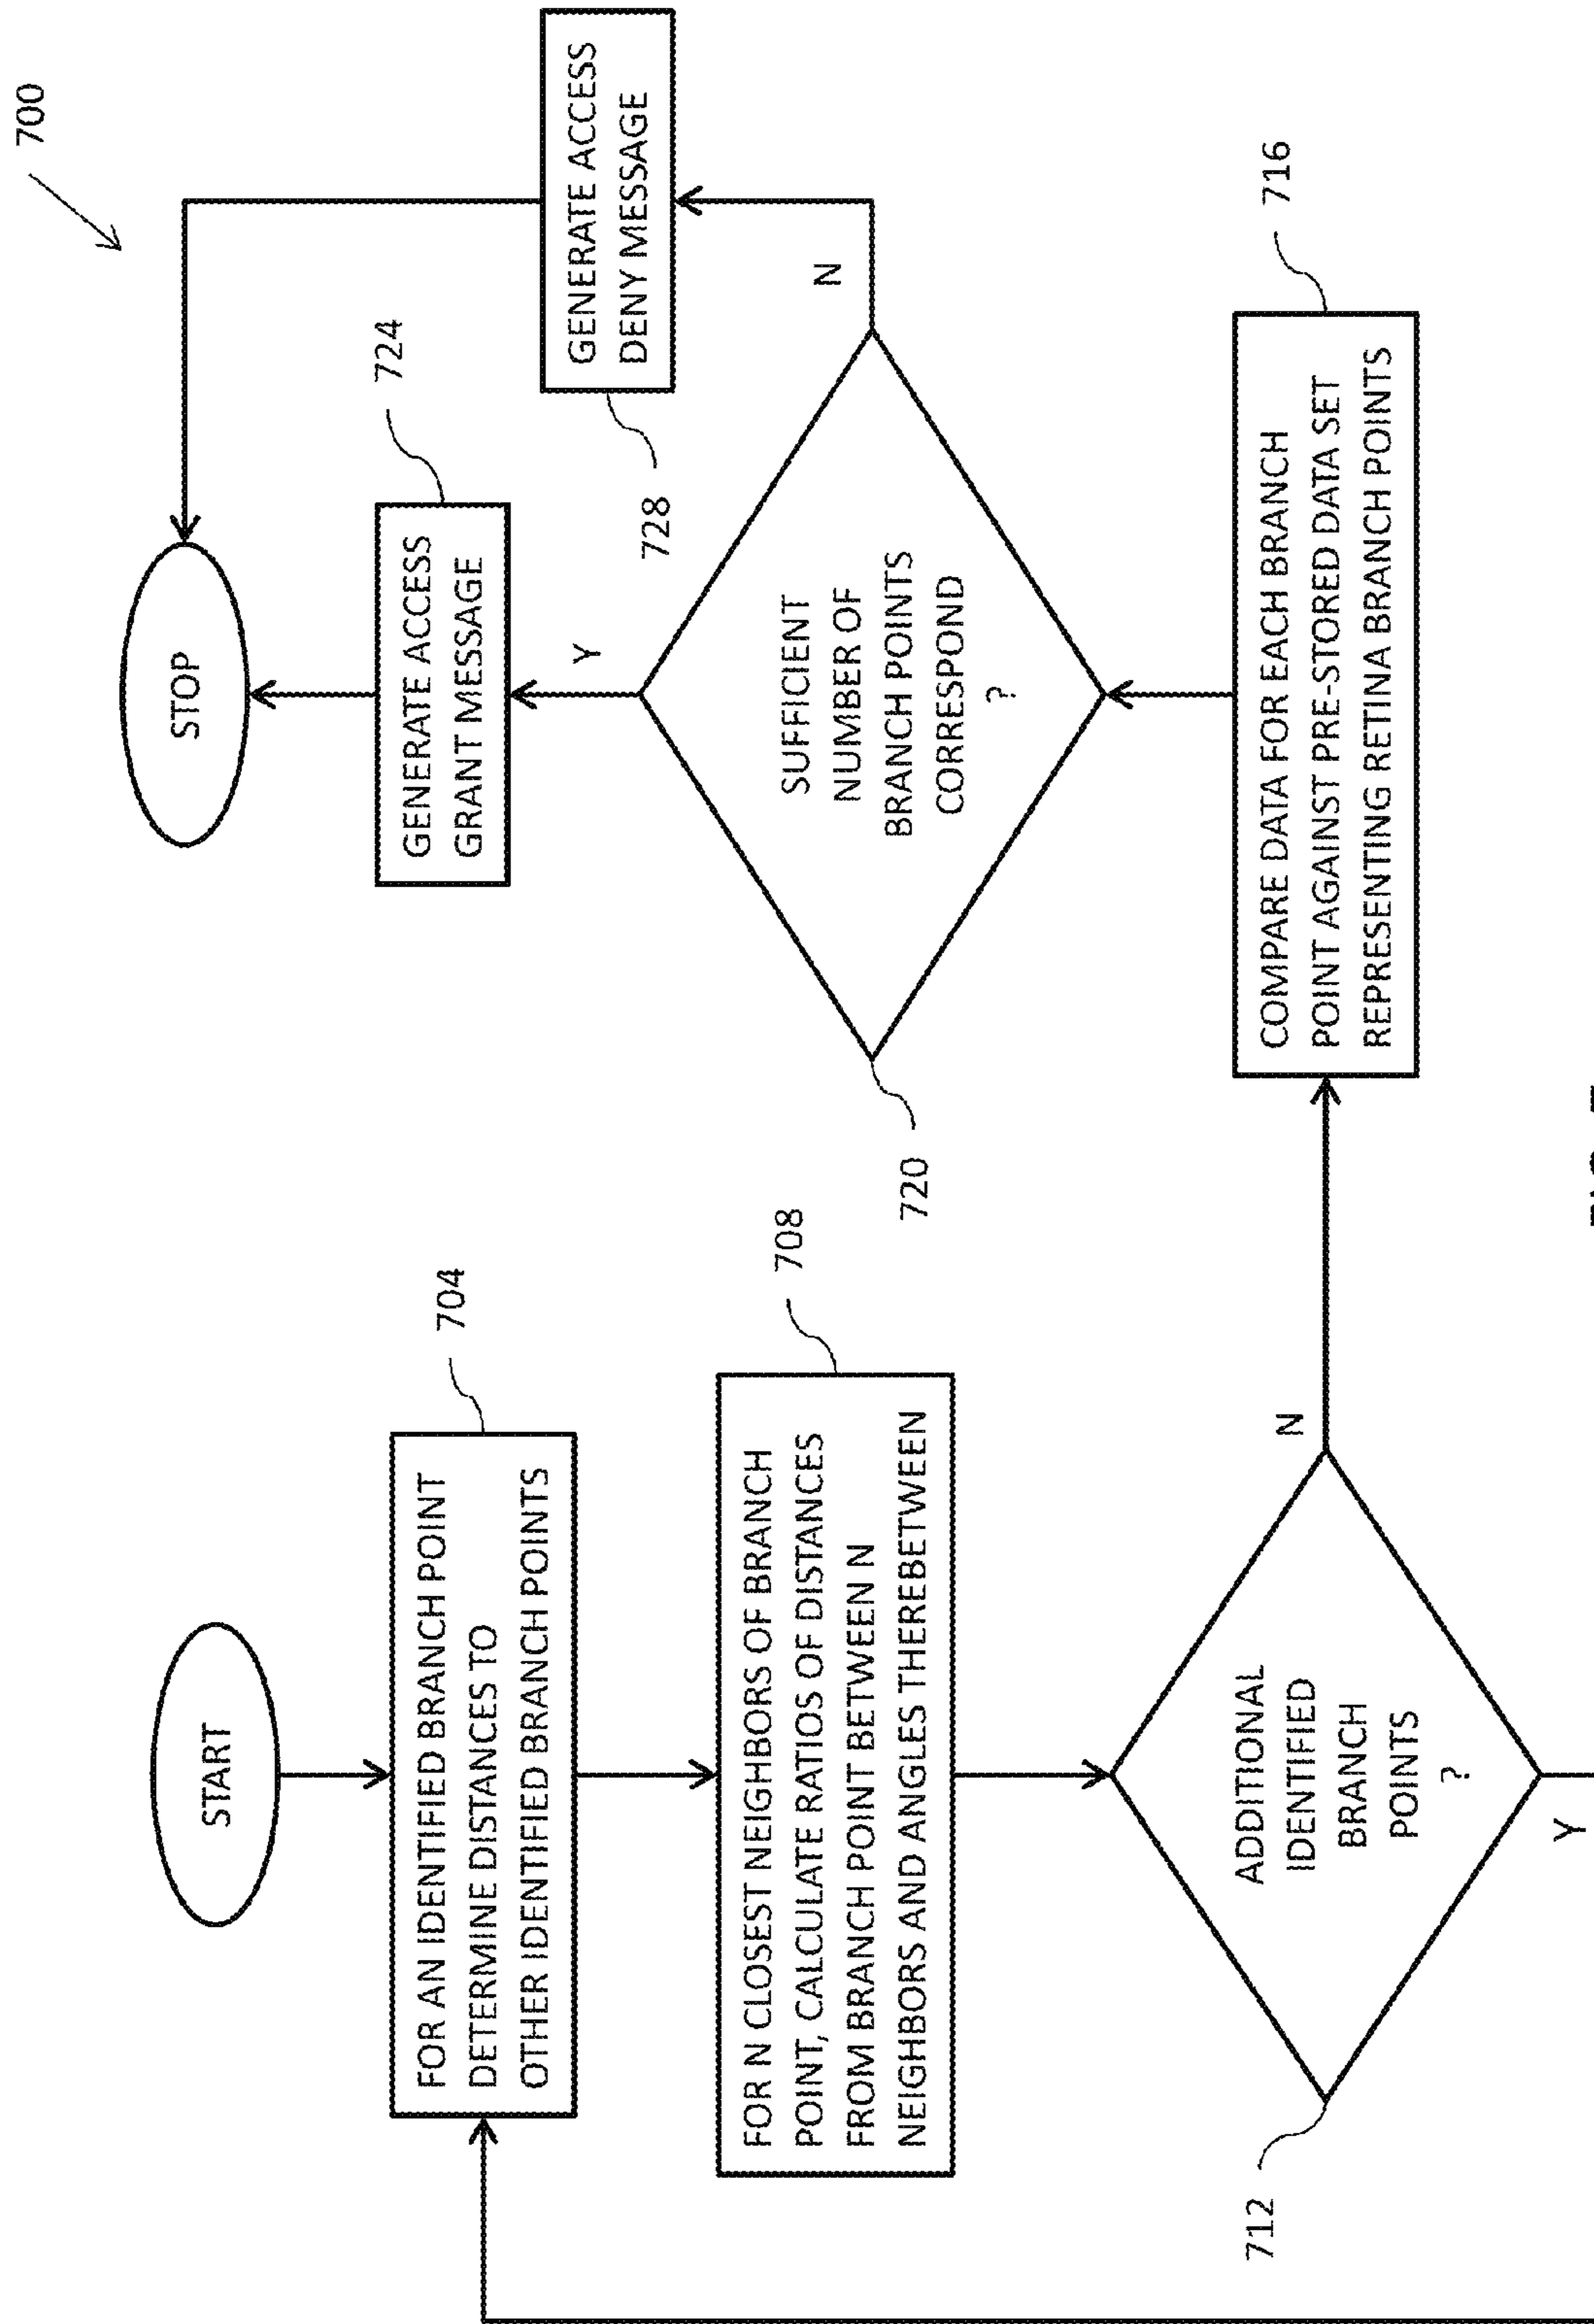 700
START
FOR AN IDENTIFIED BRANCH POINT
DETERMINE DISTANCES TO
OTHER IDENTIFIED BRANCH POINTS
704
FOR N CLOSEST NEIGHBORS OF BRANCH
POINT, CALCULATE RATIOS OF DISTANCES
FROM BRANCH POINT BETWEEN N
NEIGHBORS AND ANGLES THEREBETWEEN
708
ADDITIONAL
IDENTIFIED
BRANCH
POINTS
?
712
Y
N
COMPARE DATA FOR EACH BRANCH
POINT AGAINST PRE-STORED DATA SET
REPRESENTING RETINA BRANCH POINTS
716
SUFFICIENT
NUMBER OF
BRANCH POINTS
CORRESPOND
?
720
Y
N
GENERATE ACCESS
GRANT MESSAGE
724
GENERATE ACCESS
DENY MESSAGE
728
STOP